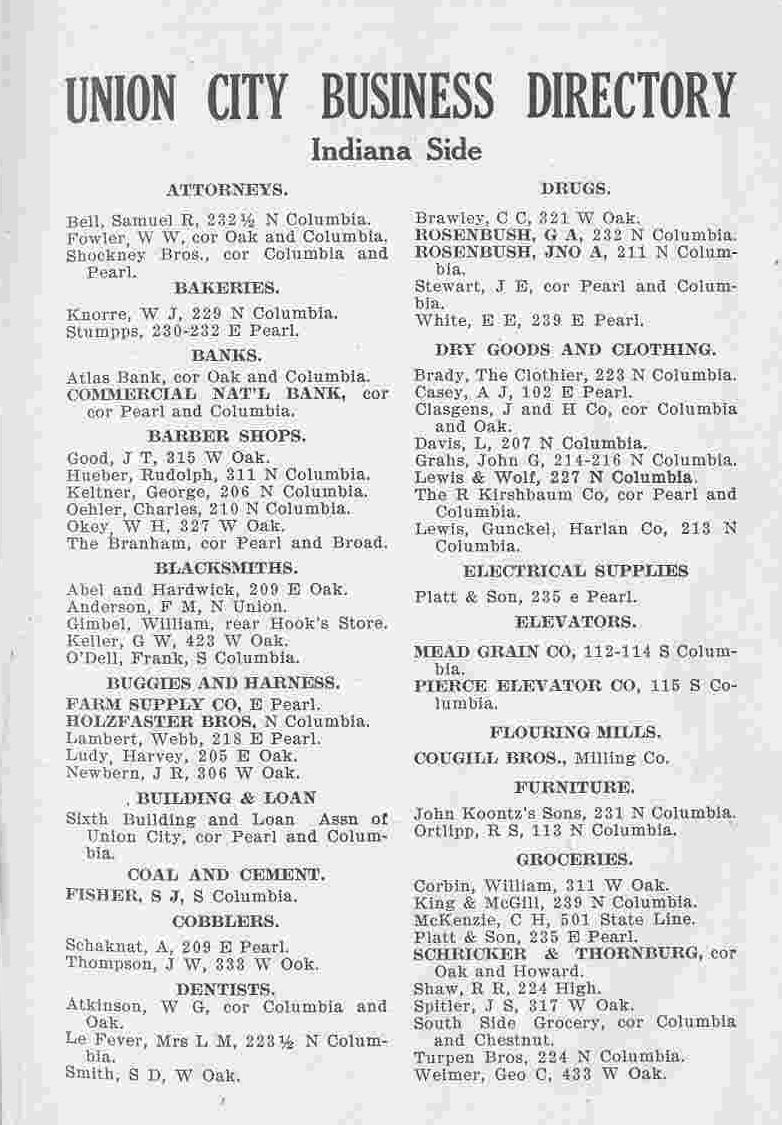 UNION CITY BUSINESS DIRECTORY
Indiana Side
ATTORNEYS.
Bell, Samuel R, 232½ N Columbia.
Fowler, W W, cor Oak and Columbia.
Shockney Bros., cor Columbia and
Pearl.
BAKERIES.
Knorre, W J, 229 N Columbia.
Stumpps, 230-232 E Pearl.
BANKS.
Atlas Bank, cor Oak and Columbia.
COMMERCIAL NAT'L BANK, cor
cor Pearl and Columbia.
BARBER SHOPS.
Good, J T, 315 W Oak.
Hueber, Rudolph, 311 N Columbia.
Keltner, George, 206 N Columbia.
Oehler, Charles, 210 N Columbia.
Okey, W H, 327 W Oak.
The Branham, cor Pearl and Broad.
BLACKSMITHS.
Abel and Hardwick, 209 E Oak.
Anderson, F M, N Union.
Gimbel, William, rear Hook's Store.
Keller, G W, 423 W Oak.
O'Dell, Frank, S Columbia.
BUGGIES AND HARNESS.
FARM SUPPLY CO, E Pearl.
HOLZFASTER BROS, N Columbia.
Lambert, Webb, 218 E Pearl.
Ludy, Harvey, 205 E Oak.
Newbern, J R, 306 W Oak.
BUILDING & LOAN
Sixth Building and Loan Assn of
Union City, cor Pearl and Colum-
bia.
COAL AND CEMENT.
FISHER, S J, S Columbia.
COBBLERS.
Schaknat, A, 209 E Pearl.
Thompson, J W, 333 W Ook.
DENTISTS.
Atkinson, W G, cor Columbia and
Oak.
Le Fever, Mrs L M, 223½ N Colum-
bia.
Smith, S D, W Oak.
DRUGS.
Brawley, C C, 321 W Oak.
ROSENBUSH, G A, 232 N Columbia.
ROSENBUSH, JNO A, 211 N Colum-
bia.
Stewart, J E, cor Pearl and Colum-
bia.
White, E E, 239 E Pearl.
DRY GOODS AND CLOTHING.
Brady, The Clothier, 223 N Columbia.
Casey, A J, 102 E Pearl.
Clasgens, J and H Co, cor Columbia
and Oak.
Davis, L, 207 N Columbia.
Grahs, John G, 214-216 N Columbia.
Lewis & Wolf, 227 N Columbia.
The R Kirshbaum Co, cor Pearl and
Columbia.
Lewis, Gunckel, Harlan Co, 213 N
Columbia.
ELECTRICAL SUPPLIES
Platt & Son, 235 e Pearl.
ELEVATORS.
MEAD GRAIN CO, 112-114 S Colum-
bia.
PIERCE ELEVATOR CO, 115 S Co-
lumbia.
FLOURING MILLS.
COUGILL BROS., Milling Co.
FURNITURE.
John Koontz's Sons, 231 N Columbia.
Ortlipp, R S, 113 N Columbia.
GROCERIES.
Corbin, William, 311 W Oak.
King & McGill, 239 N Columbia.
McKenzie, C H, 501 State Line.
Platt & Son, 235 E Pearl.
SCHRICKER & THORNBURG, cor
Oak and Howard.
Shaw, R R, 224 High.
Spitler, J S, 317 W Oak.
South Side Grocery, cor Columbia
and Chestnut.
Turpen Bros, 224 N Columbia.
Weimer, Geo C, 433 W Oak.